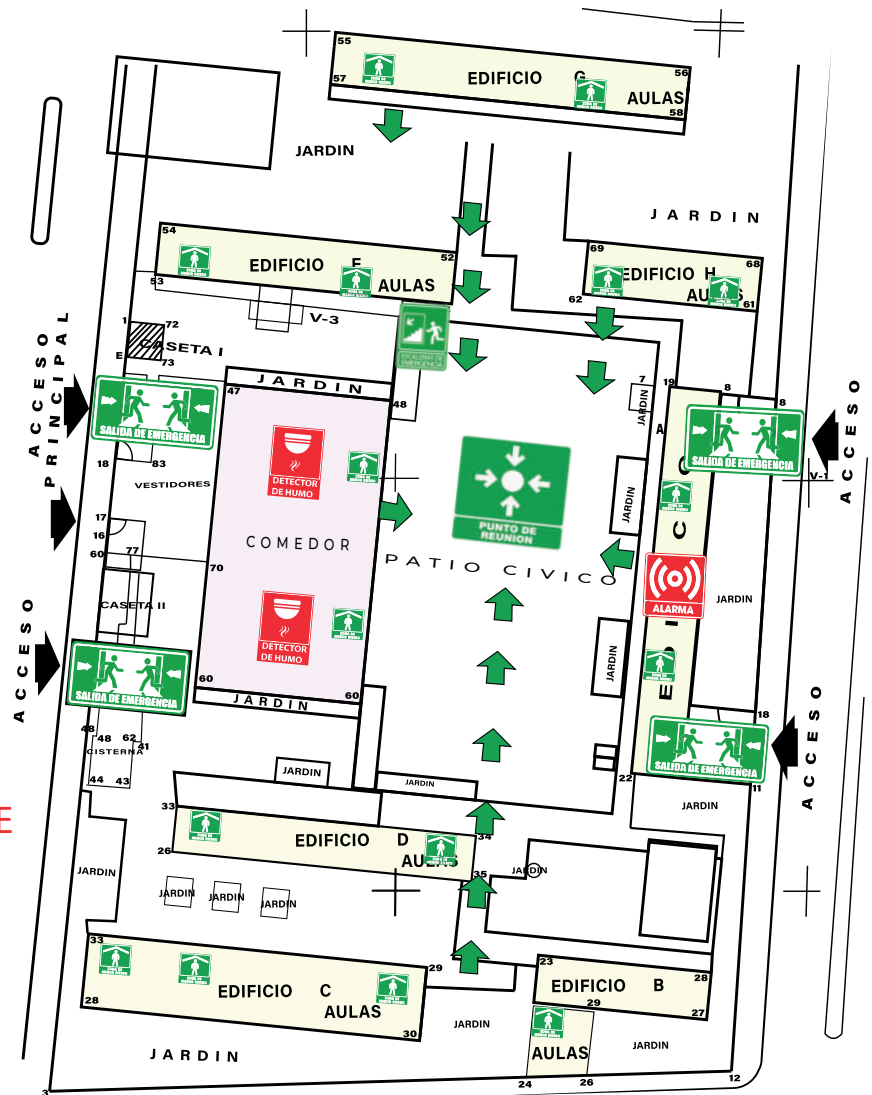 55
56
57
EDIFICIO G
AULAS
58
JARDIN
JARDIN
54
52
EDIFICIO
AULAS
53
69
68
EDIFICIO H
62
61
V-3
1
72
CASETA I
E
73
ACCESO PRINCIPAL
ESCALERAS DE
EMERGENCIA
JARDIN
47
48
7
JARDIN
19
8
8
A
SALIDA DE EMERGENCIA
SALIDA DE EMERGENCIA
ACCESO
V-1
18
83
VESTIDORES
DETECTOR
DE HUMO
PUNTO DE
REUNION
JARDIN
C
17
16
60
77
70
COMEDOR
PATIO CIVICO
ALARMA
JARDIN
CASETA II
ACCESO
DETECTOR
DE HUMO
JARDIN
SALIDA DE EMERGENCIA
60
60
JARDIN
ACCESO
18
SALIDA DE EMERGENCIA
48
48
62
41
CISTERNA
44
43
JARDIN
JARDIN
22
11
JARDIN
33
E
EDIFICIO D
34
26
35
JARDIN
JARDIN
JARDIN
JARDIN
JARDIN
33
29
23
EDIFICIO C
AULAS
EDIFICIO B
28
28
29
27
30
JARDIN
JARDIN
JARDIN
AULAS
24
26
12
3